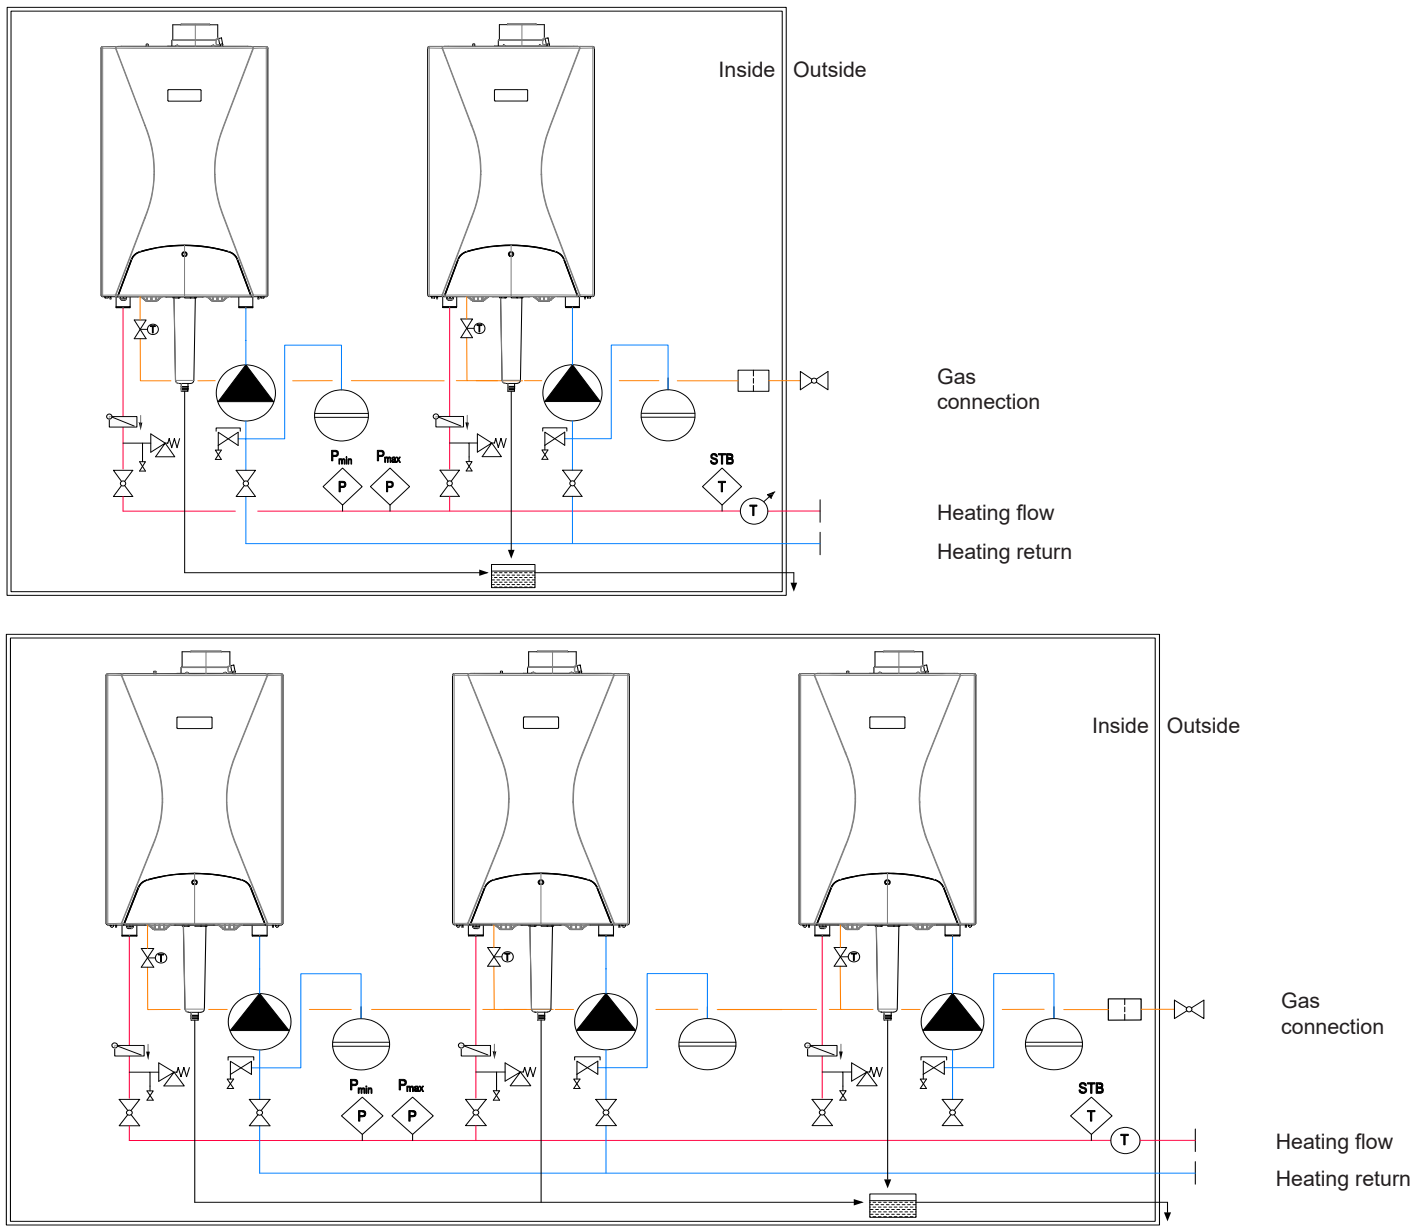 Inside Outside
T T
Gas
connection
Pmin Pmax STB
P P T
T
Heating flow
Heating return
Inside Outside
T T T
Gas
connection
Pmin Pmax STB
P P T
T
Heating flow
Heating return